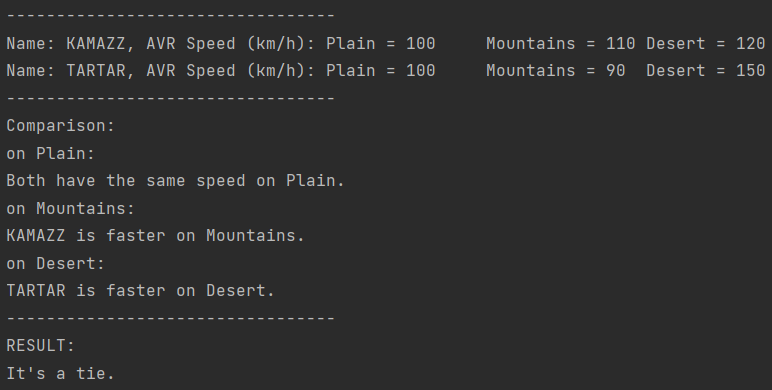 ---------------------------------
Name: KAMAZZ, AVR Speed (km/h): Plain = 100     Mountains = 110 Desert = 120
Name: TARTAR, AVR Speed (km/h): Plain = 100     Mountains = 90  Desert = 150
---------------------------------
Comparison:
on Plain:
Both have the same speed on Plain.
on Mountains:
KAMAZZ is faster on Mountains.
on Desert:
TARTAR is faster on Desert.
---------------------------------
RESULT:
It's a tie.